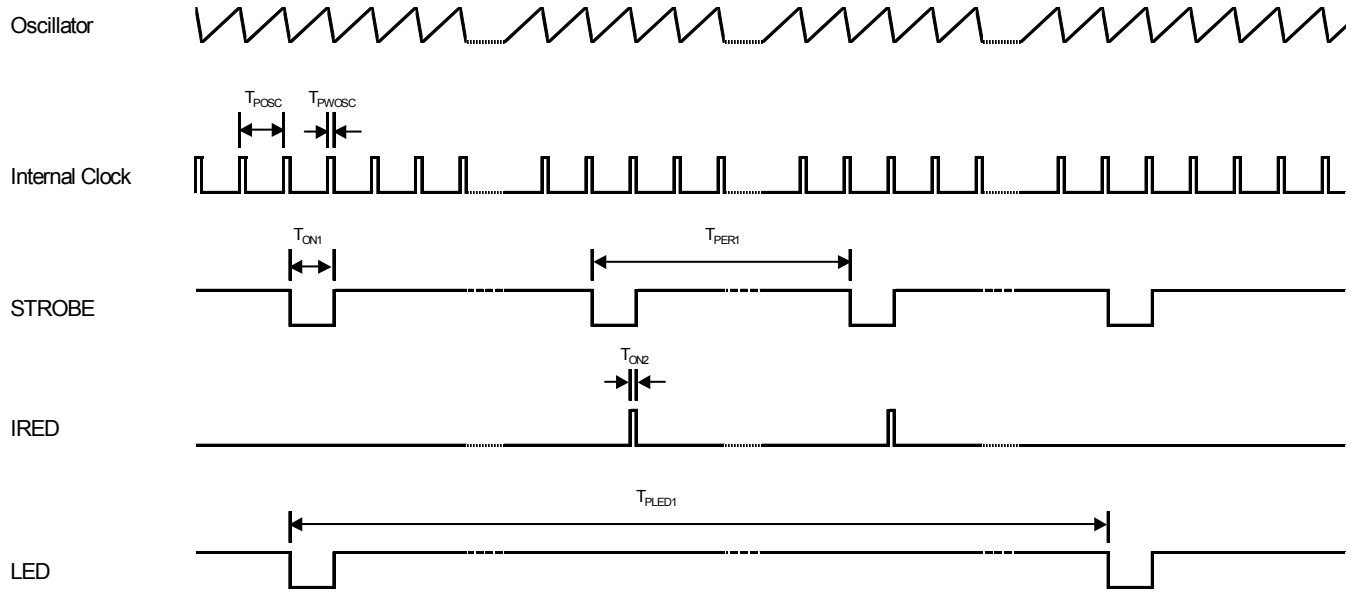 Oscillator
TPOSC TPWOSC
Internal Clock
TON1 TPER1
STROBE
TON2
IRED
TPLED1
LED